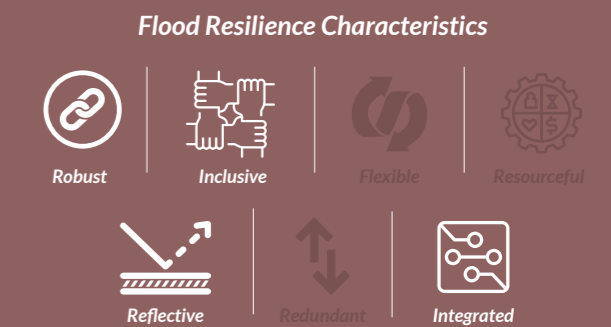 Flood Resilience Characteristics
Robust
Inclusive
Flexible
Resourceful
Reflective
Redundant
Integrated